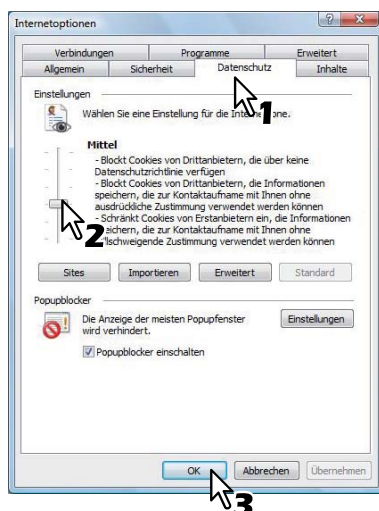 Internetoptionen
Verbindungen Programme Erweitert
Allgemein Sicherheit Datenschutz Inhalte
1
Einstellungen
Wählen Sie eine Einstellung für die
Mittel
- Blockt Cookies von Drittanbietern, die über keine
Datenschutzrichtlinie verfügen
- Blockt Cookies von Drittanbietern, die Informationen
speichern, die zur Kontaktaufname mit Ihnen ohne
ausdrückliche Zustimmung verwendet werden können
- Schränkt Cookies von Erstanbietern ein, die Informationen
die zur Kontaktaufname mit Ihnen ohne
Zustimmung verwendet werden können
2
Sites Importieren Erweitert Standard
Popupblocker
Die Anzeige der meisten Popupfenster
wird verhindert.
Einstellungen
Popupblocker einschalten
OK Abbrechen Übernehmen
3